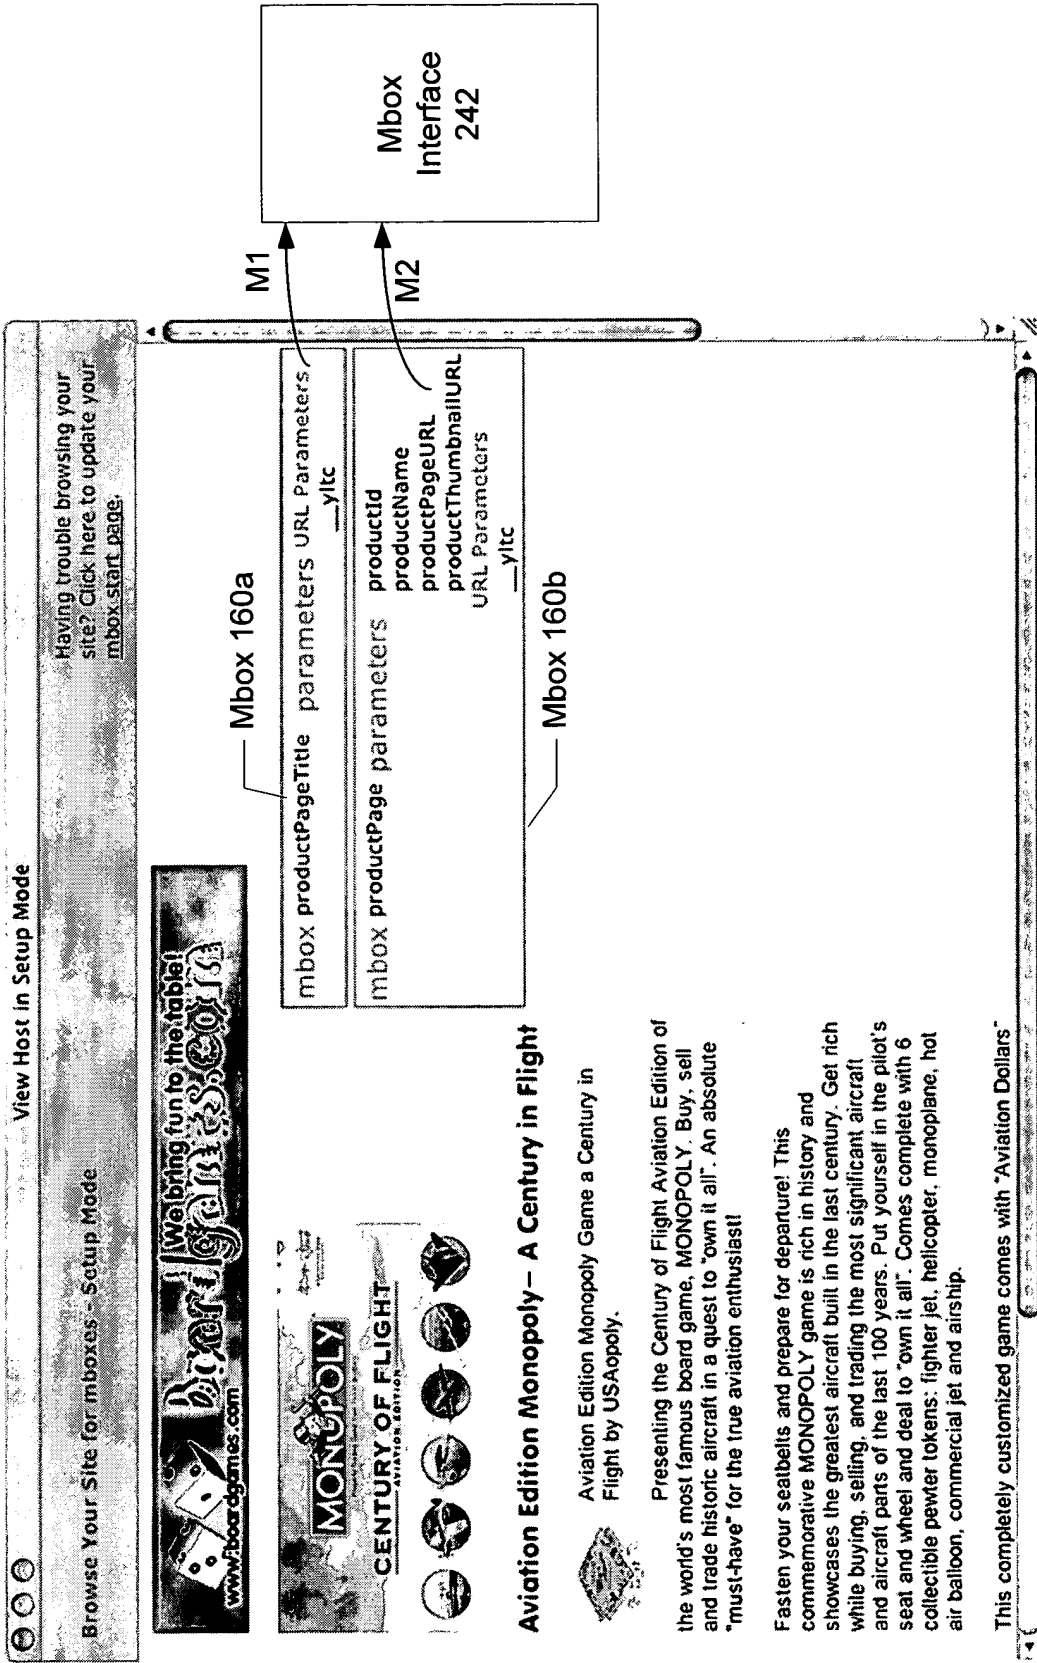 View Host in Setup Mode
Browse Your Site for mboxes - Setup Mode
Having trouble browsing your
site? Click here to update your
mbox start page.
We bring fun to the table!
Boardgames.com
www.boardgames.com
MONOPOLY
CENTURY OF FLIGHT
AVIATION EDITION
Mbox 160a
mbox productPageTitle parameters URL Parameters
__yltc
mbox productPage parameters productId
productName
productPageURL
productThumbnailURL
URL Parameters
__yltc
Mbox 160b
M1
M2
Mbox
Interface
242
Aviation Edition Monopoly– A Century in Flight
Aviation Edition Monopoly Game a Century in
Flight by USAopoly.
Presenting the Century of Flight Aviation Edition of
the world's most famous board game, MONOPOLY. Buy, sell
and trade historic aircraft in a quest to "own it all". An absolute
"must-have" for the true aviation enthusiast!
Fasten your seatbelts and prepare for departure! This
commemorative MONOPOLY game is rich in history and
showcases the greatest aircraft built in the last century. Get rich
while buying, selling, and trading the most significant aircraft
and aircraft parts of the last 100 years. Put yourself in the pilot's
seat and wheel and deal to "own it all". Comes complete with 6
collectible pewter tokens: fighter jet, helicopter, monoplane, hot
air balloon, commercial jet and airship.
This completely customized game comes with "Aviation Dollars"